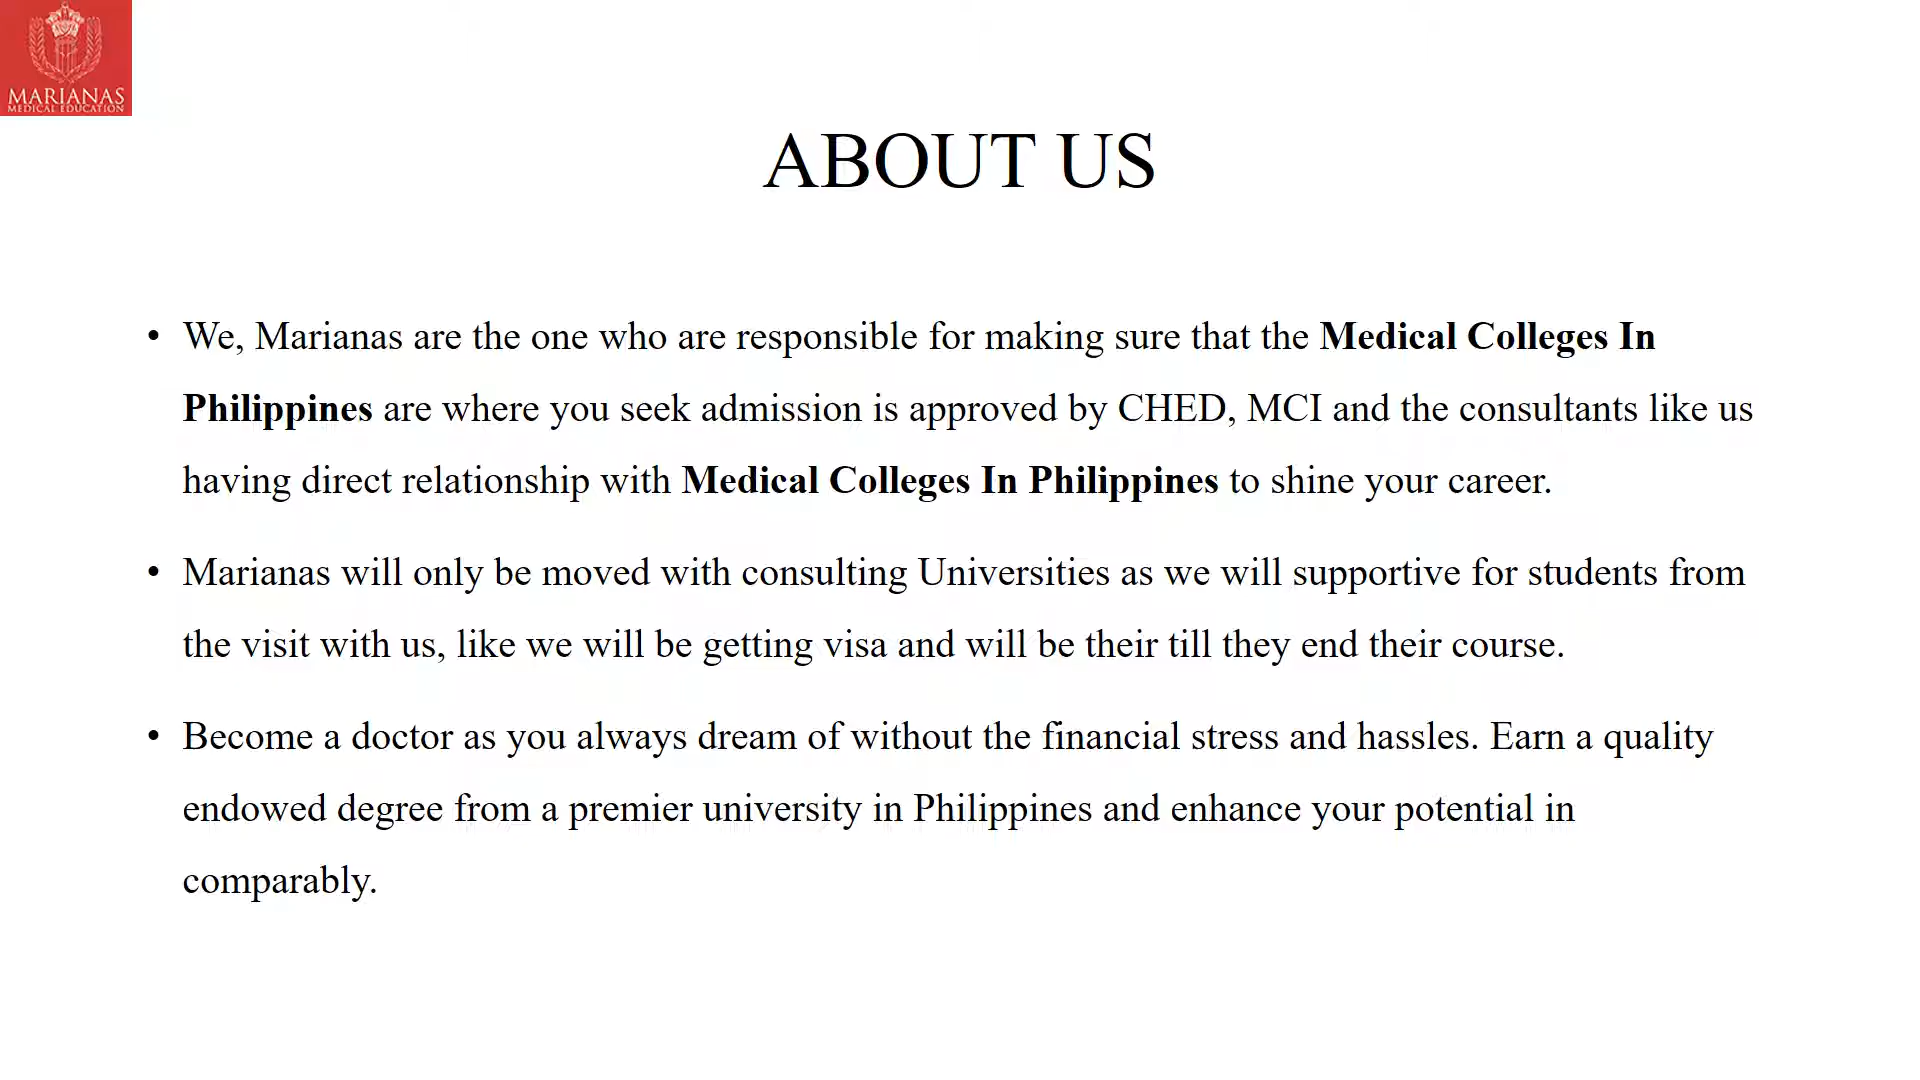 MARIANAS
MEDICAL EDUCATION
ABOUT US
• We, Marianas are the one who are responsible for making sure that the Medical Colleges In
Philippines are where you seek admission is approved by CHED, MCI and the consultants like us
having direct relationship with Medical Colleges In Philippines to shine your career.
• Marianas will only be moved with consulting Universities as we will supportive for students from
the visit with us, like we will be getting visa and will be their till they end their course.
• Become a doctor as you always dream of without the financial stress and hassles. Earn a quality
endowed degree from a premier university in Philippines and enhance your potential in
comparably.